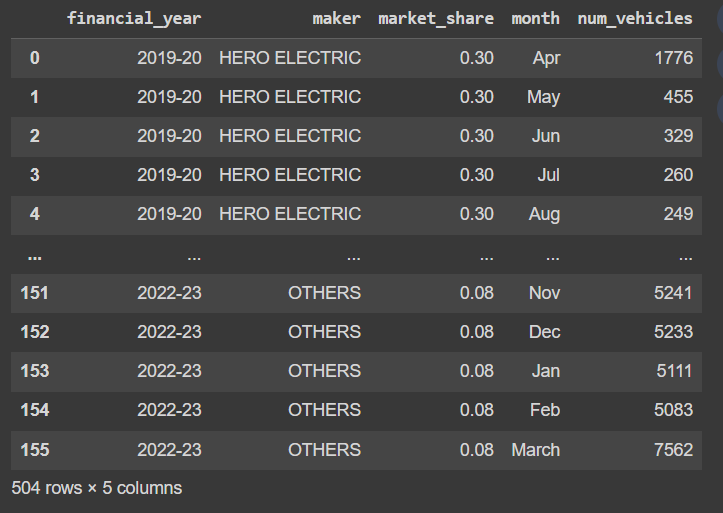 financial_year maker market_share month num_vehicles
0 2019-20 HERO ELECTRIC 0.30 Apr 1776
1 2019-20 HERO ELECTRIC 0.30 May 455
2 2019-20 HERO ELECTRIC 0.30 Jun 329
3 2019-20 HERO ELECTRIC 0.30 Jul 260
4 2019-20 HERO ELECTRIC 0.30 Aug 249
... ... ... ... ... ...
151 2022-23 OTHERS 0.08 Nov 5241
152 2022-23 OTHERS 0.08 Dec 5233
153 2022-23 OTHERS 0.08 Jan 5111
154 2022-23 OTHERS 0.08 Feb 5083
155 2022-23 OTHERS 0.08 March 7562
504 rows × 5 columns